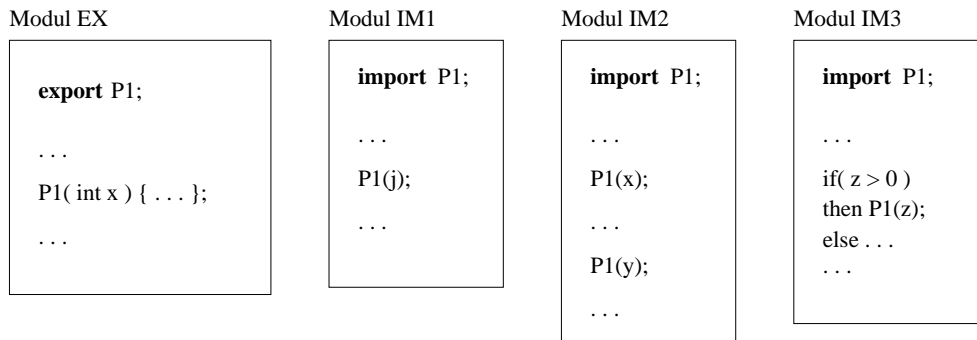 Modul EX
export P1;
. . .
P1( int x ) { . . . };
. . .
Modul IM1
import P1;
. . .
P1(j);
. . .
Modul IM2
import P1;
. . .
P1(x);
. . .
P1(y);
. . .
Modul IM3
import P1;
. . .
if( z > 0 )
then P1(z);
else . . .
. . .